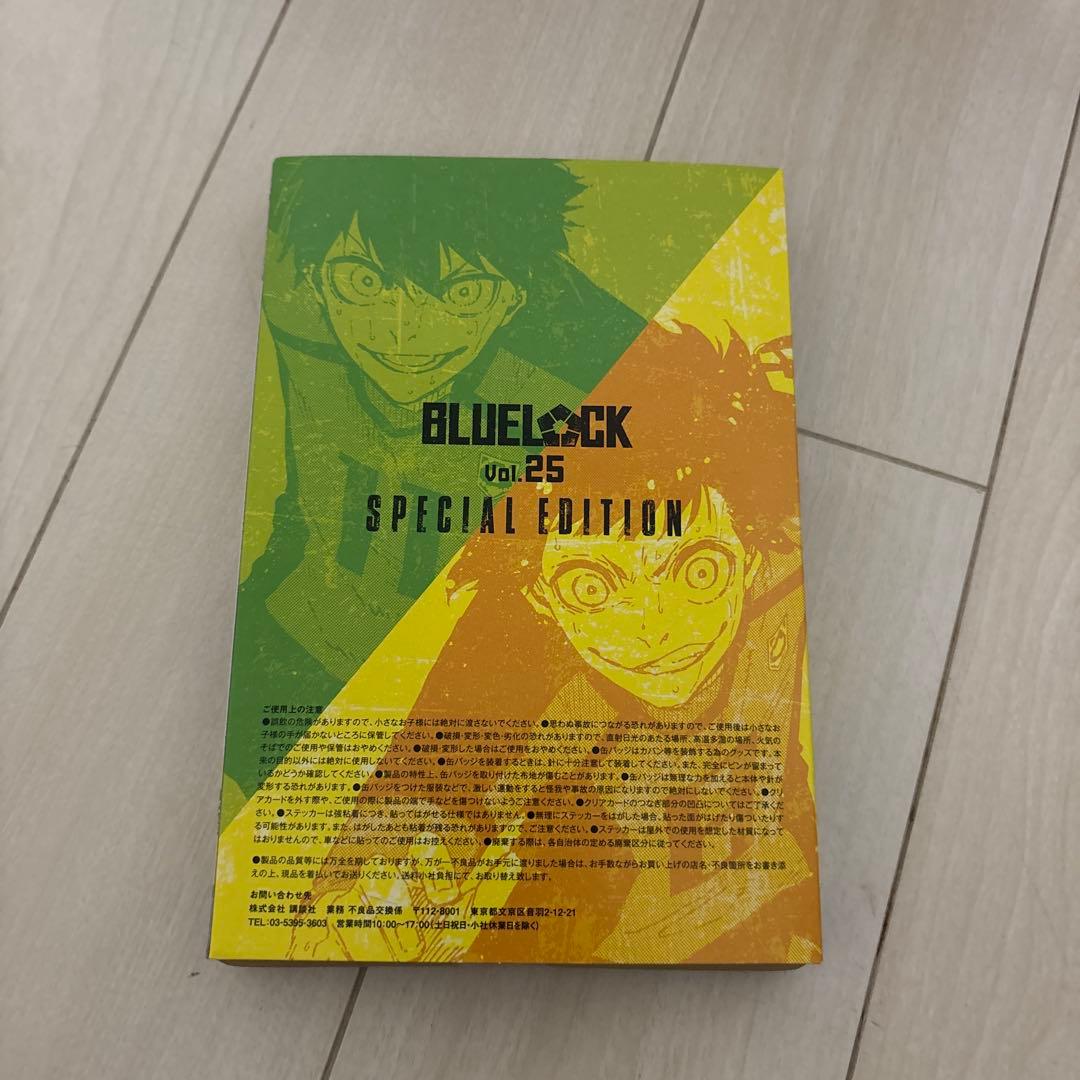 BLUELOCK
Vol.25
SPECIAL EDITION
ご使用上の注意
●誤飲の危険がありますので、小さなお子様には絶対に渡さないでください。●思わぬ事故につながる恐れがありますので、ご使用後は小さなお
子様の手が届かないところに保管してください。●破損・変形・変色・劣化の恐れがありますので、直射日光のあたる場所、高温多湿の場所、火気の
そばでのご使用や保管はおやめください。●破損・変形した場合はご使用をおやめください。●缶バッジはカバン等を装飾する為のグッズです。本
来の目的以外には絶対に使用しないでください。●缶バッジを装着するときは、針に十分注意して装着してください。また、完全にピンが留まって
いるかどうか確認してください。●製品の特性上、缶バッジを取り付けた布地が傷むことがあります。●缶バッジは無理な力を加えると本体や針が
変形する恐れがあります。●缶バッジをつけた服装などで、激しい運動をすると怪我や事故の原因になりますので絶対にしないでください。●クリ
アカードを外す際や、ご使用の際に製品の端で手などを傷つけないようご注意ください。●クリアカードのつなぎ部分の凹凸についてはご了承くだ
さい。●ステッカーは強粘着につき、貼ってはがせる仕様ではありません。●無理にステッカーをはがした場合、貼った面がはげたり傷ついたりす
る可能性があります。また、はがしたあとも粘着が残る恐れがありますので、ご注意ください。●ステッカーは屋外での使用を想定した材質になって
はおりませんので、車などに貼ってのご使用はお控えください。●廃棄する際は、各自治体の定める廃棄区分に従ってください。
●製品の品質等には万全を期しておりますが、万が一不良品がお手元に渡りました場合は、お手数ながらお買い上げの店名・不良箇所をお書き添
えの上、現品を着払いでお送りください。送料小社負担にて、お取り替え致します。
お問い合わせ先
株式会社 講談社 業務 不良品交換係 〒112-8001 東京都文京区音羽2-12-21
TEL:03-5395-3603 営業時間10:00～17:00(土日祝日・小社休業日を除く)